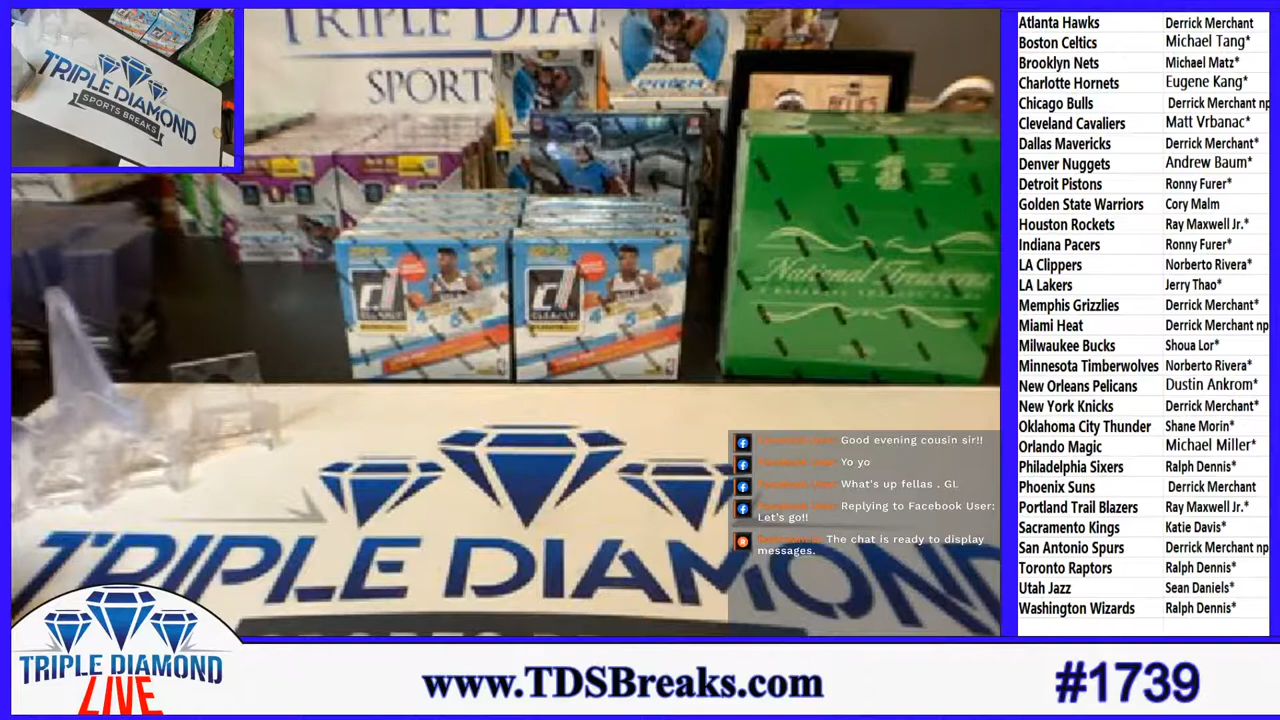 TRIPLE DIAMOND
SPORTS BREAKS
TRIPLE DIA
SPORTS
National Treasures
CLEARLY
CLEARLY
TRIPLE DIAMOND
Good evening cousin sir!!
Yo yo
What's up fellas . GL
Replying to Facebook User:
Let's go!!
The chat is ready to display
messages.
Atlanta Hawks Derrick Merchant
Boston Celtics Michael Tang*
Brooklyn Nets Michael Matz*
Charlotte Hornets Eugene Kang*
Chicago Bulls Derrick Merchant np
Cleveland Cavaliers Matt Vrbanac*
Dallas Mavericks Derrick Merchant*
Denver Nuggets Andrew Baum*
Detroit Pistons Ronny Furer*
Golden State Warriors Cory Malm
Houston Rockets Ray Maxwell Jr.*
Indiana Pacers Ronny Furer*
LA Clippers Norberto Rivera*
LA Lakers Jerry Thao*
Memphis Grizzlies Derrick Merchant*
Miami Heat Derrick Merchant np
Milwaukee Bucks Shoua Lor*
Minnesota Timberwolves Norberto Rivera*
New Orleans Pelicans Dustin Ankrom*
New York Knicks Derrick Merchant*
Oklahoma City Thunder Shane Morin*
Orlando Magic Michael Miller*
Philadelphia Sixers Ralph Dennis*
Phoenix Suns Derrick Merchant
Portland Trail Blazers Ray Maxwell Jr.*
Sacramento Kings Katie Davis*
San Antonio Spurs Derrick Merchant np
Toronto Raptors Ralph Dennis*
Utah Jazz Sean Daniels*
Washington Wizards Ralph Dennis*
TRIPLE DIAMOND
LIVE
www.TDSBreaks.com
#1739